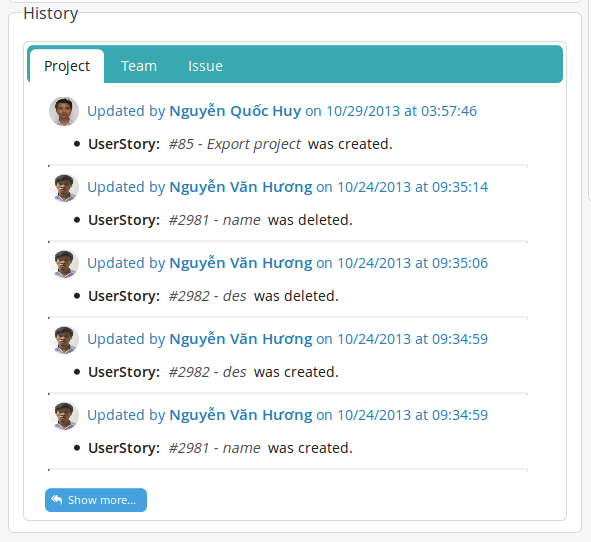 History
Project Team Issue
Updated by Nguyễn Quốc Huy on 10/29/2013 at 03:57:46
• UserStory: #85 - Export project was created.
Updated by Nguyễn Văn Hương on 10/24/2013 at 09:35:14
• UserStory: #2981 - name was deleted.
Updated by Nguyễn Văn Hương on 10/24/2013 at 09:35:06
• UserStory: #2982 - des was deleted.
Updated by Nguyễn Văn Hương on 10/24/2013 at 09:34:59
• UserStory: #2982 - des was created.
Updated by Nguyễn Văn Hương on 10/24/2013 at 09:34:59
• UserStory: #2981 - name was created.
Show more...